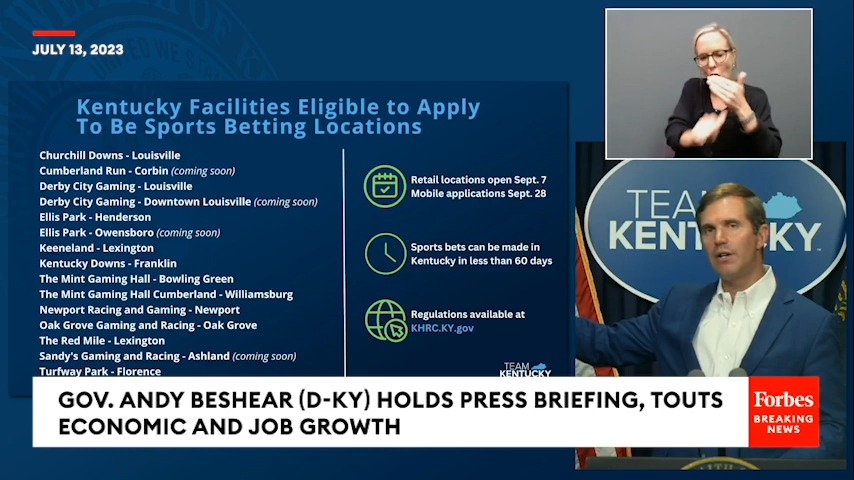 JULY 13, 2023
Kentucky Facilities Eligible to Apply
To Be Sports Betting Locations
Churchill Downs - Louisville
Cumberland Run - Corbin (coming soon)
Derby City Gaming - Louisville
Derby City Gaming - Downtown Louisville (coming soon)
Ellis Park - Henderson
Ellis Park - Owensboro (coming soon)
Keeneland - Lexington
Kentucky Downs - Franklin
The Mint Gaming Hall - Bowling Green
The Mint Gaming Hall Cumberland - Williamsburg
Newport Racing and Gaming - Newport
Oak Grove Gaming and Racing - Oak Grove
The Red Mile - Lexington
Sandy's Gaming and Racing - Ashland (coming soon)
Turfway Park - Florence
Retail locations open Sept. 7
Mobile applications Sept. 28
Sports bets can be made in
Kentucky in less than 60 days
Regulations available at
KHRC.KY.gov
TEAM
KENTUCKY
GOV. ANDY BESHEAR (D-KY) HOLDS PRESS BRIEFING, TOUTS
ECONOMIC AND JOB GROWTH
Forbes
BREAKING
NEWS